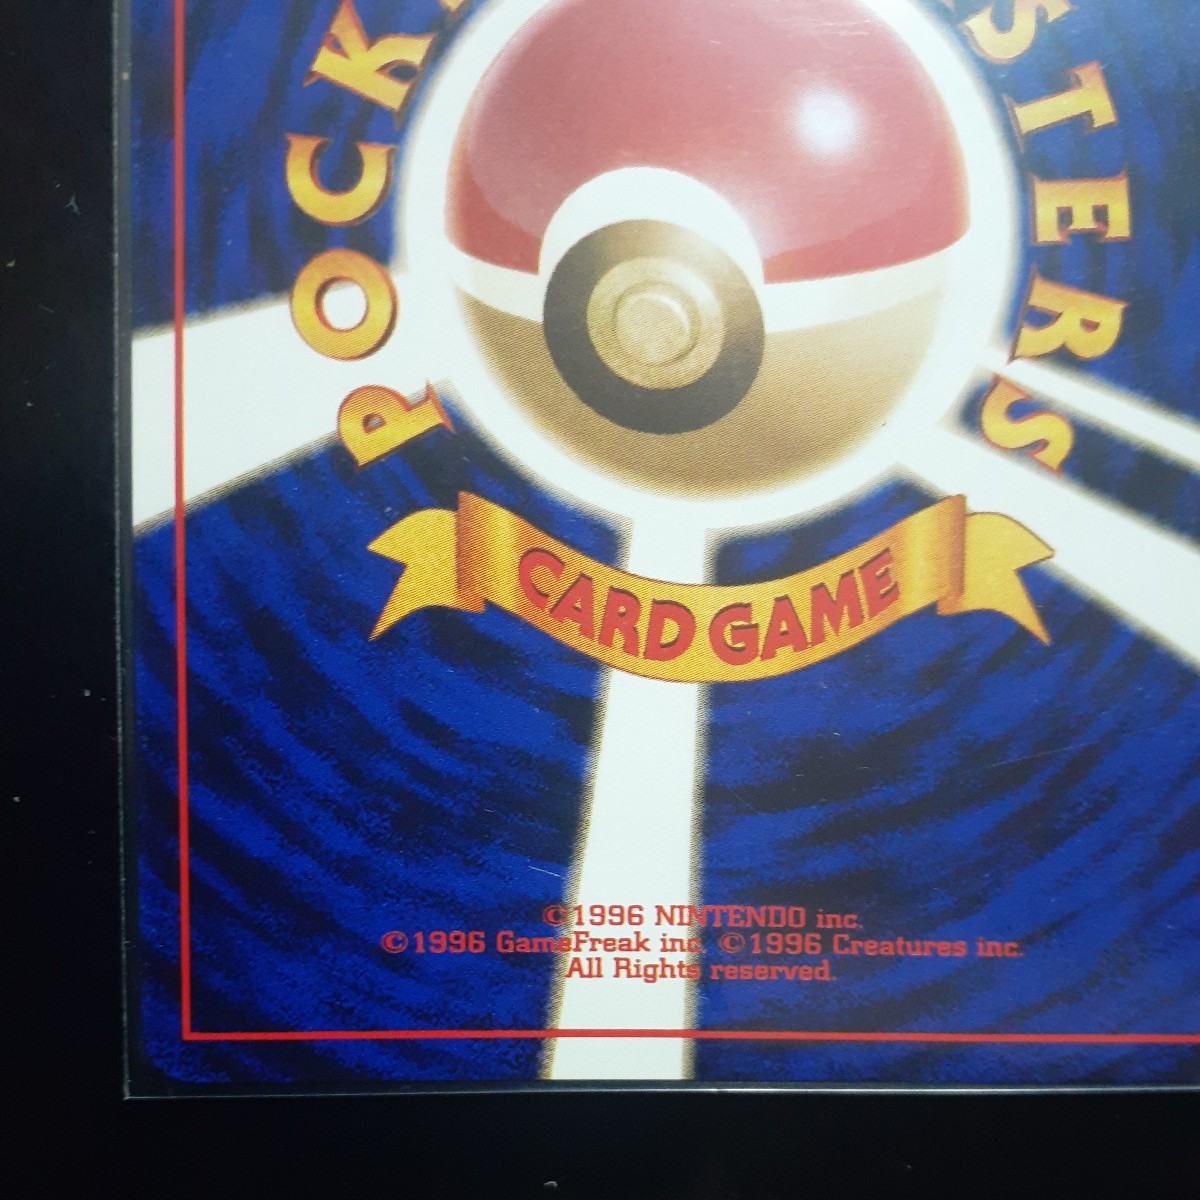 POCK
STERS
CARD GAME
©1996 NINTENDO inc.
©1996 GameFreak inc. ©1996 Creatures inc.
All Rights reserved.